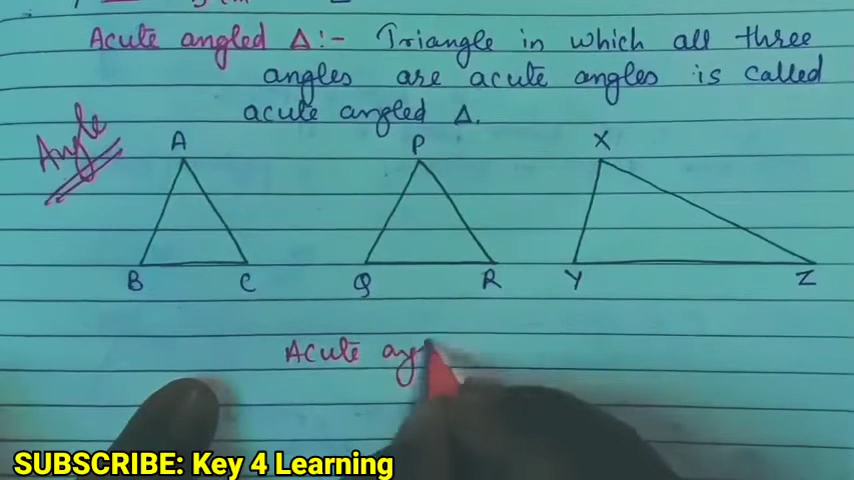 Acute angled Δ:- Triangle in which all three
angles are acute angles is called
acute angled Δ.
Angle
A P X
B C Q R Y Z
Acute
SUBSCRIBE: Key 4 Learning